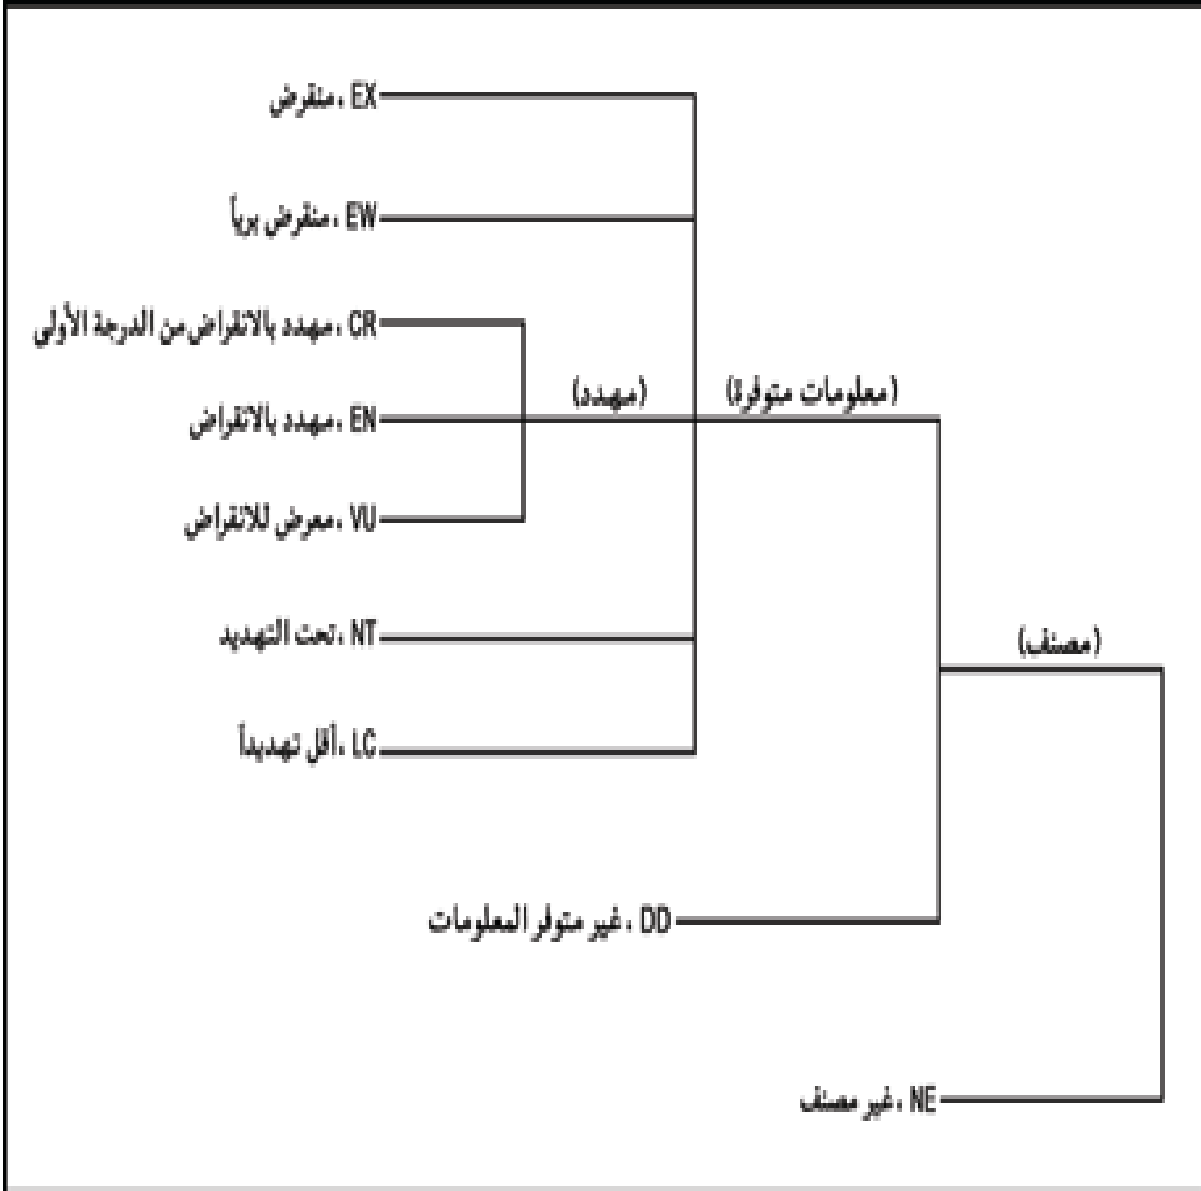 EX ، منقرض
EW ، منقرض برياً
CR ، مهدد بالانقراض من الدرجة الأولى
(معلومات متوفرة)
(مهدد)
EN ، مهدد بالانقراض
VU ، معرض للانقراض
NT ، تحت التهديد
(مصنف)
LC ، أقل تهديداً
DD ، غير متوفر المعلومات
NE ، غير مصنف